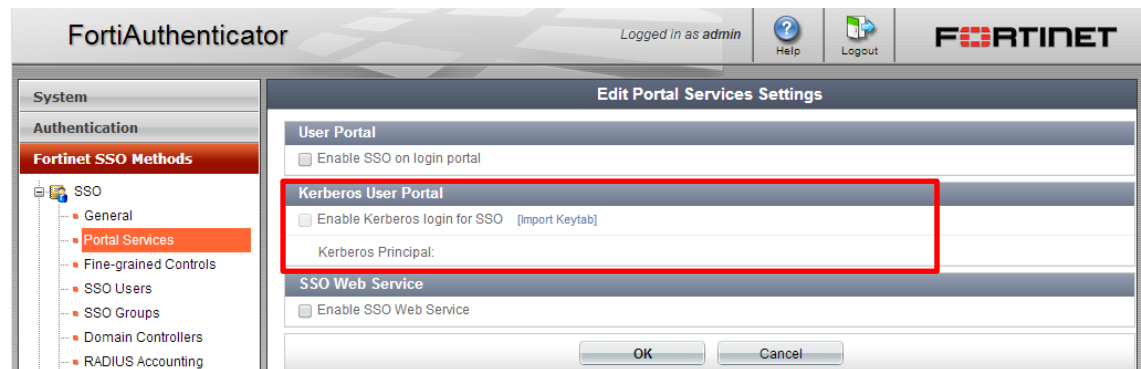 FortiAuthenticator
Logged in as admin
Help
Logout
FORTINET
System
Authentication
Fortinet SSO Methods
SSO
General
Portal Services
Fine-grained Controls
SSO Users
SSO Groups
Domain Controllers
RADIUS Accounting
Edit Portal Services Settings
User Portal
Enable SSO on login portal
Kerberos User Portal
Enable Kerberos login for SSO [Import Keytab]
Kerberos Principal:
SSO Web Service
Enable SSO Web Service
OK Cancel